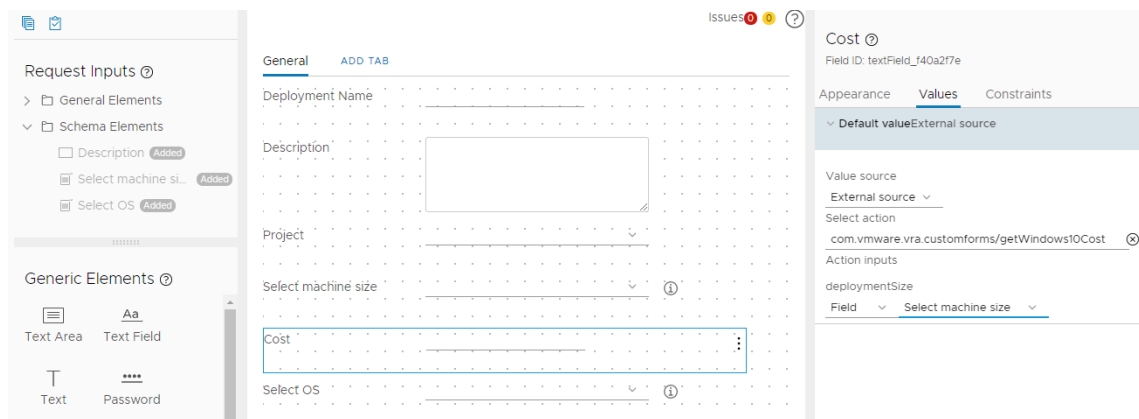 Request Inputs
General Elements
Schema Elements
Description Added
Select machine si... Added
Select OS Added
Generic Elements
Aa
Text Area Text Field
T
Text Password
Issues 0 0
General ADD TAB
Deployment Name
Description
Project
Select machine size
Cost
Select OS
Cost
Field ID: textField_f40a2f7e
Appearance Values Constraints
Default valueExternal source
Value source
External source
Select action
com.vmware.vra.customforms/getWindows10Cost
Action inputs
deploymentSize
Field Select machine size